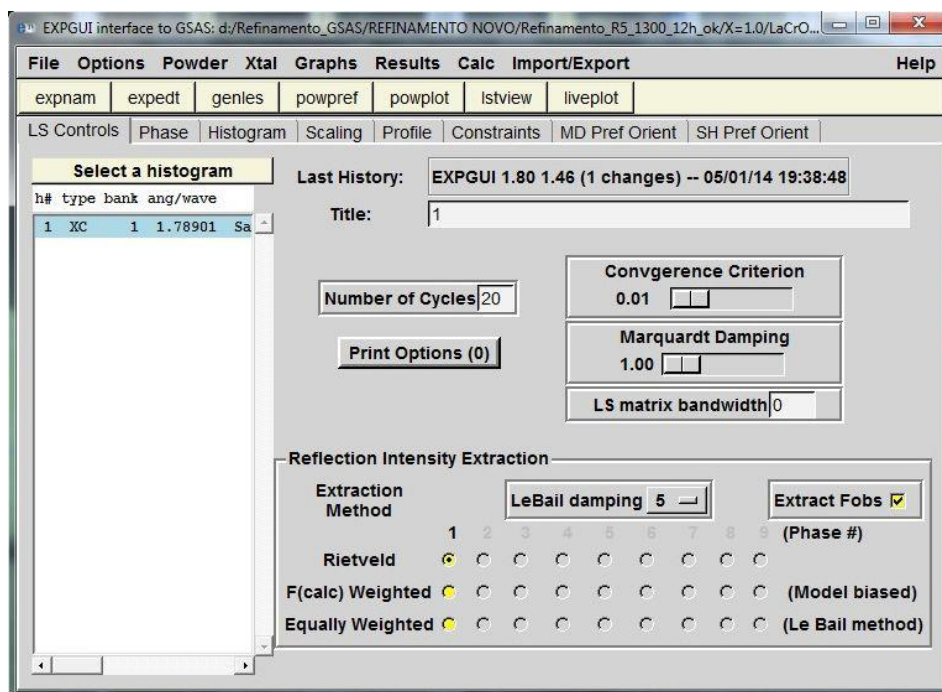 EXPGUI interface to GSAS: d:/Refinamento_GSAS/REFINAMENTO NOVO/Refinamento_R5_1300_12h_ok/X=1.0/LaCrO...
File Options Powder Xtal Graphs Results Calc Import/Export Help
expnam expedt genles powpref powplot lstview liveplot
LS Controls Phase Histogram Scaling Profile Constraints MD Pref Orient SH Pref Orient
Select a histogram
h# type bank ang/wave
1 XC 1 1.78901 Sa
Last History: EXPGUI 1.80 1.46 (1 changes) -- 05/01/14 19:38:48
Title: 1
Number of Cycles 20
Print Options (0)
Convgerence Criterion
0.01
Marquardt Damping
1.00
LS matrix bandwidth 0
Reflection Intensity Extraction
Extraction
Method
LeBail damping 5
Extract Fobs
1 2 3 4 5 6 7 8 9 (Phase #)
Rietveld
F(calc) Weighted (Model biased)
Equally Weighted (Le Bail method)